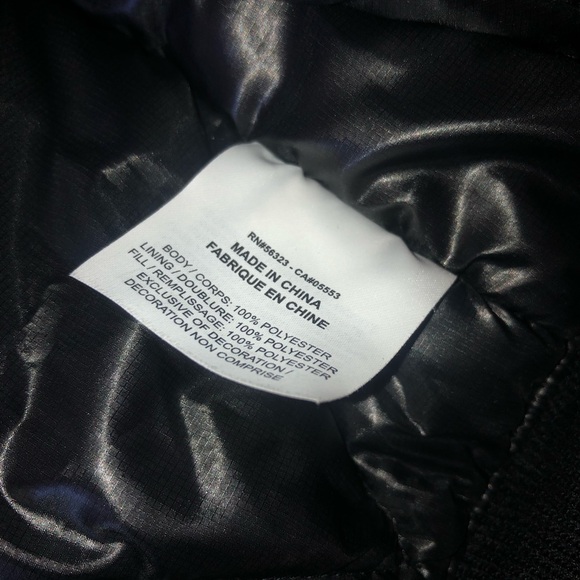 RN#56323 - CA#05553
MADE IN CHINA
FABRIQUE EN CHINE
BODY / CORPS: 100% POLYESTER
LINING / DOUBLURE: 100% POLYESTER
FILL / REMPLISSAGE: 100% POLYESTER
EXCLUSIVE OF DECORATION /
DECORATION NON COMPRISE